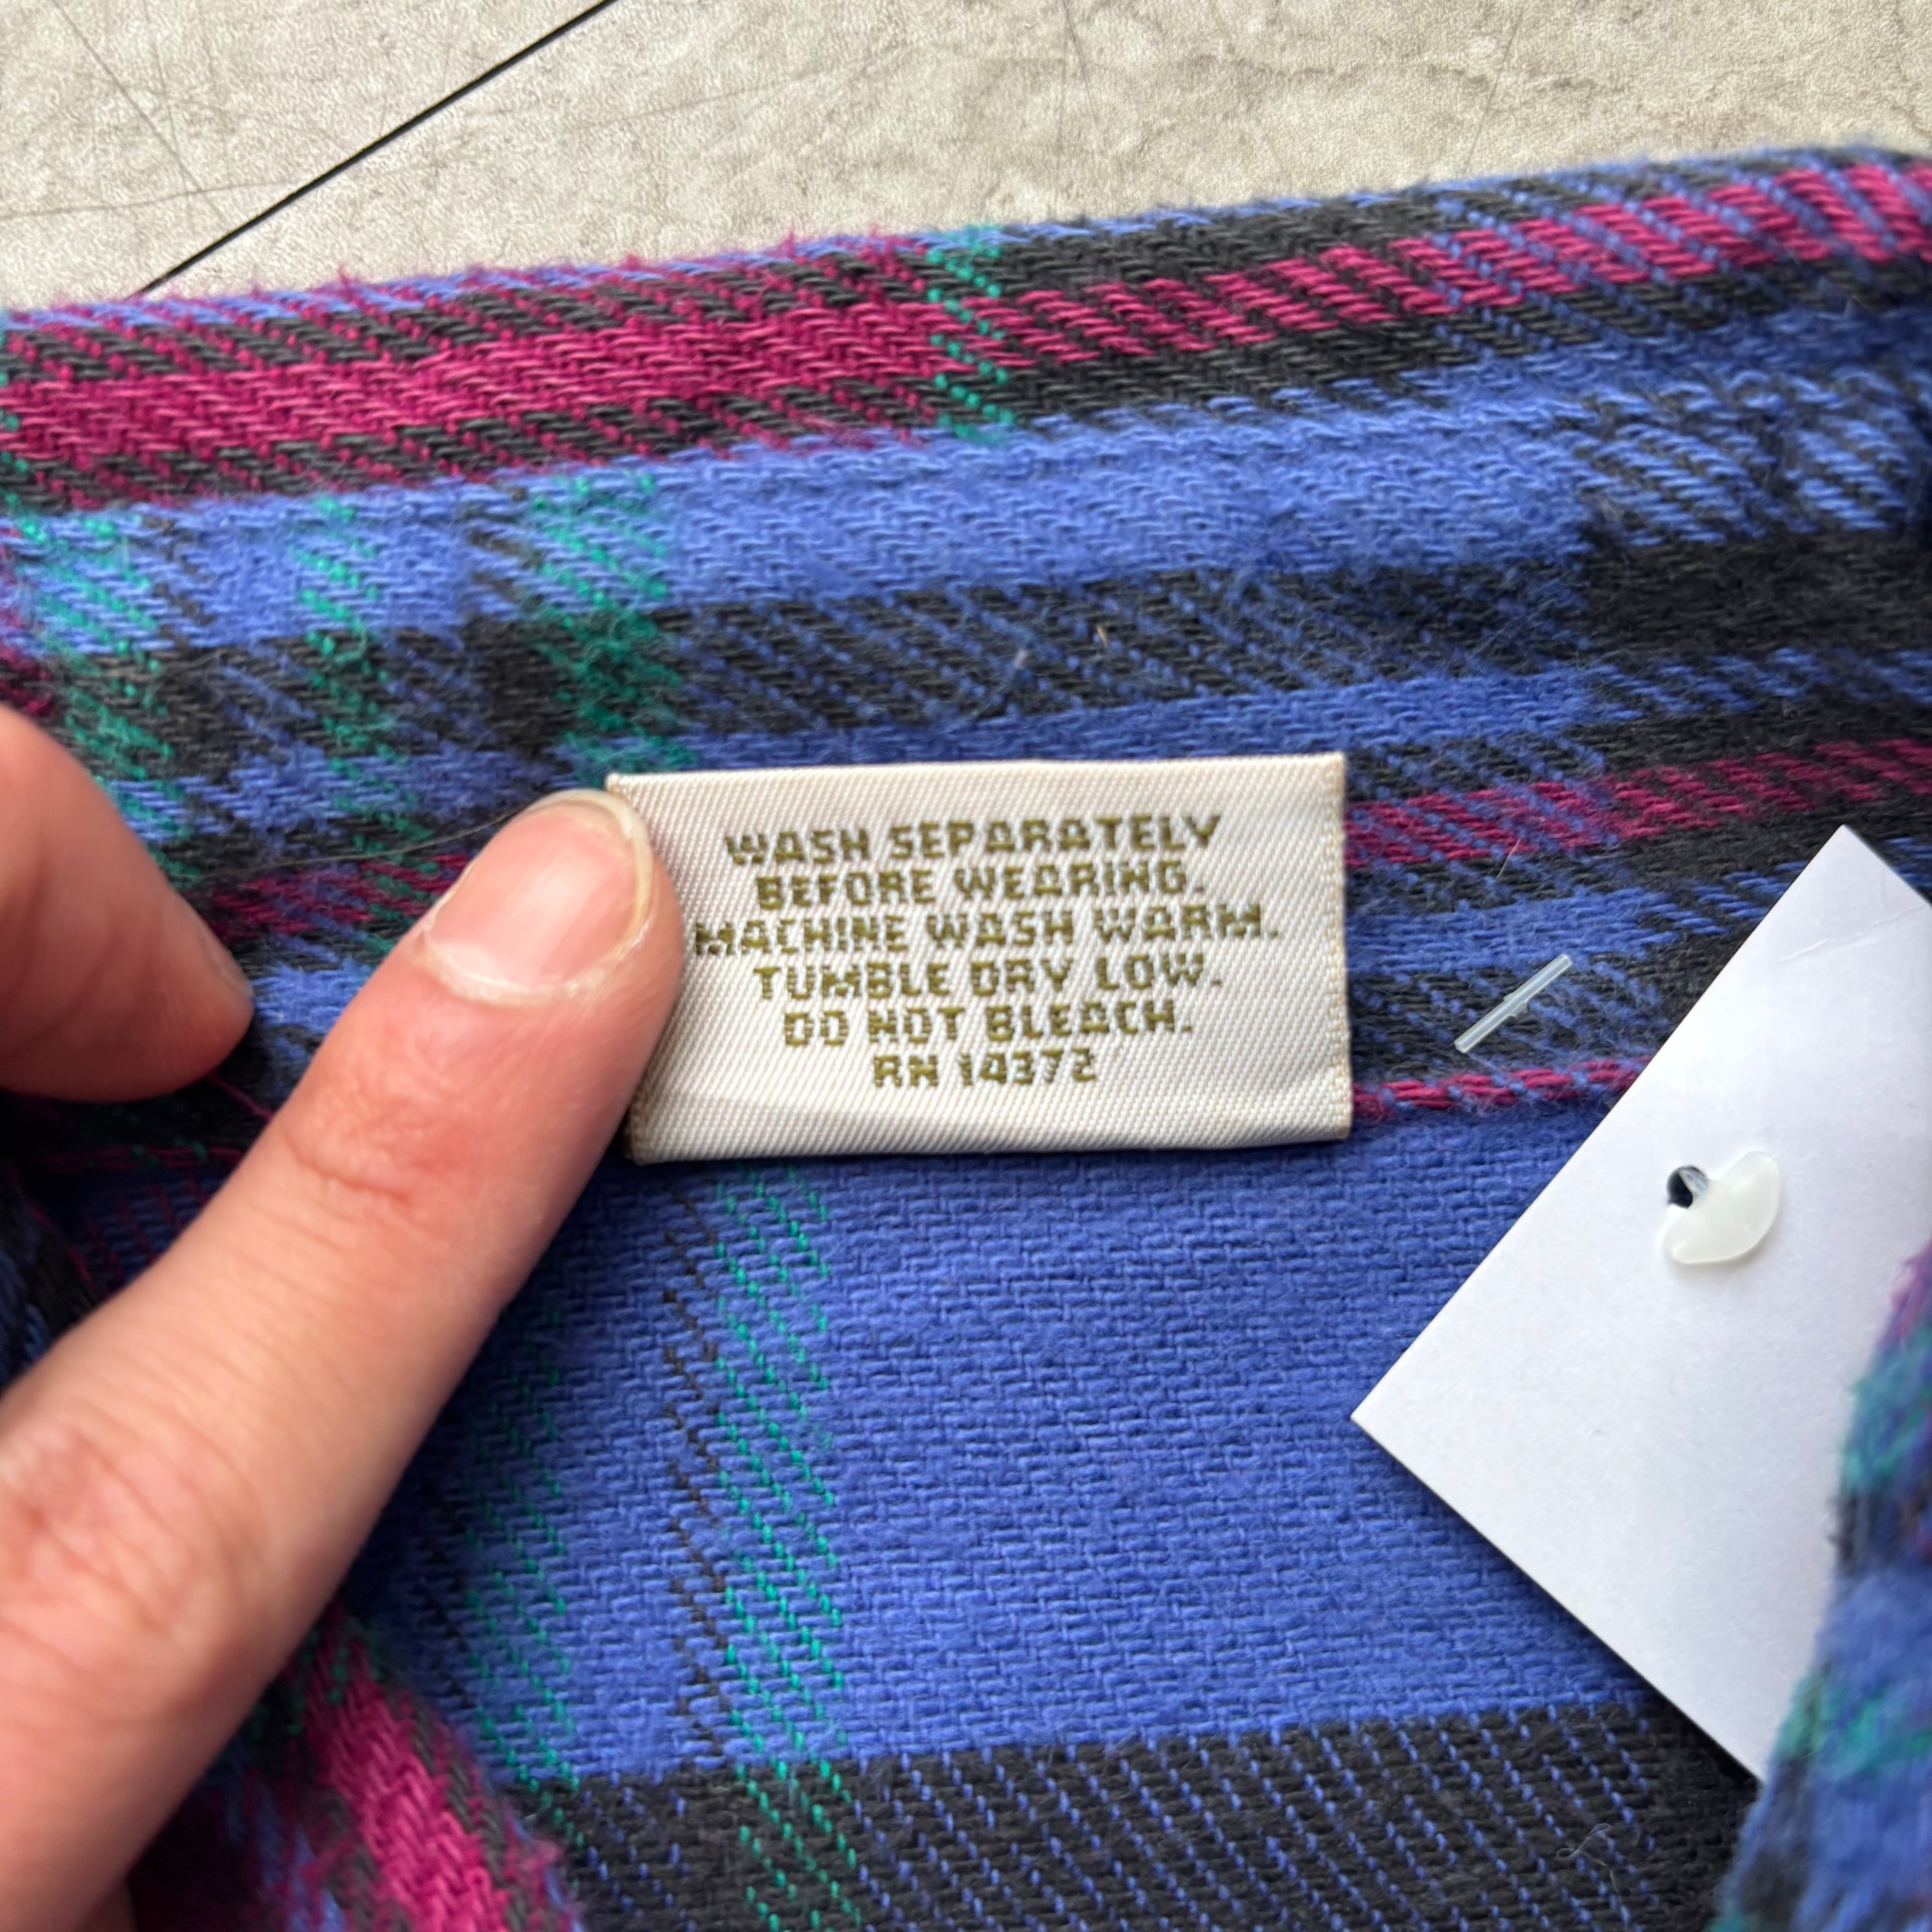 WASH SEPARATELY
BEFORE WEARING.
MACHINE WASH WARM.
TUMBLE DRY LOW.
DO NOT BLEACH.
RN 14372